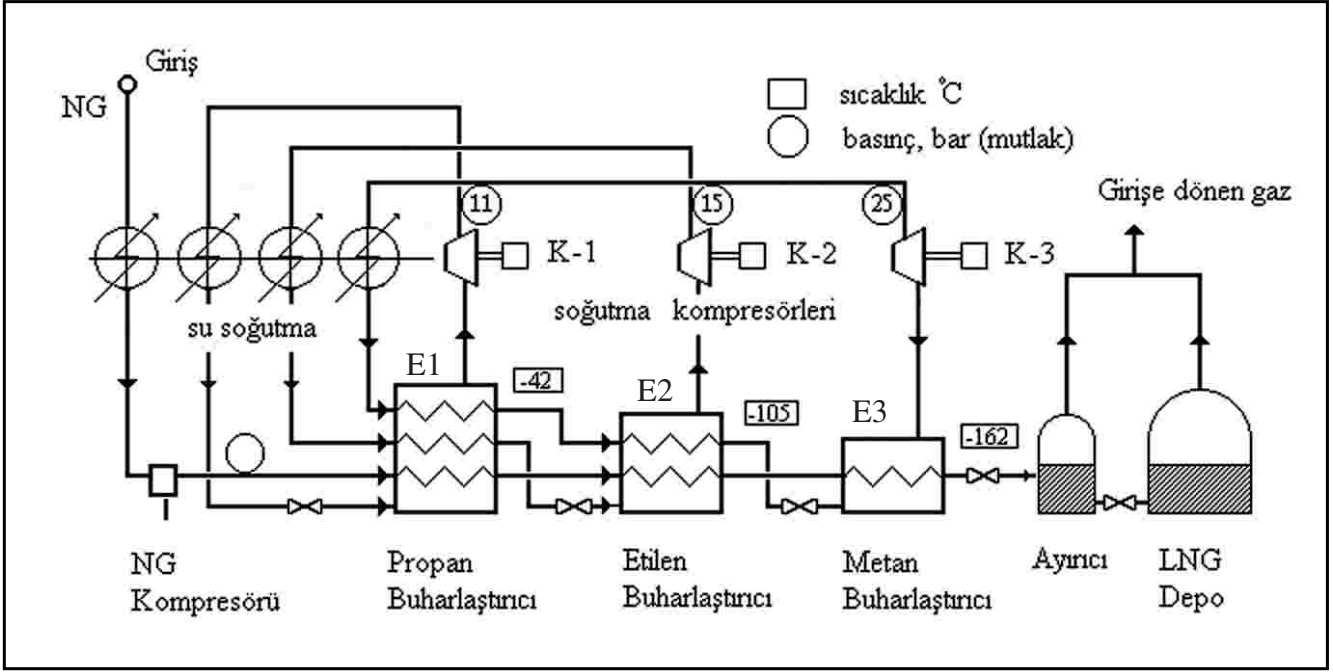 Giriş
NG
sıcaklık °C
basınç, bar (mutlak)
11
15
25
Girişe dönen gaz
K-1
K-2
K-3
su soğutma
soğutma kompresörleri
E1
-42
E2
-105
E3
-162
NG
Kompresörü
Propan
Buharlaştırıcı
Etilen
Buharlaştırıcı
Metan
Buharlaştırıcı
Ayırıcı
LNG
Depo